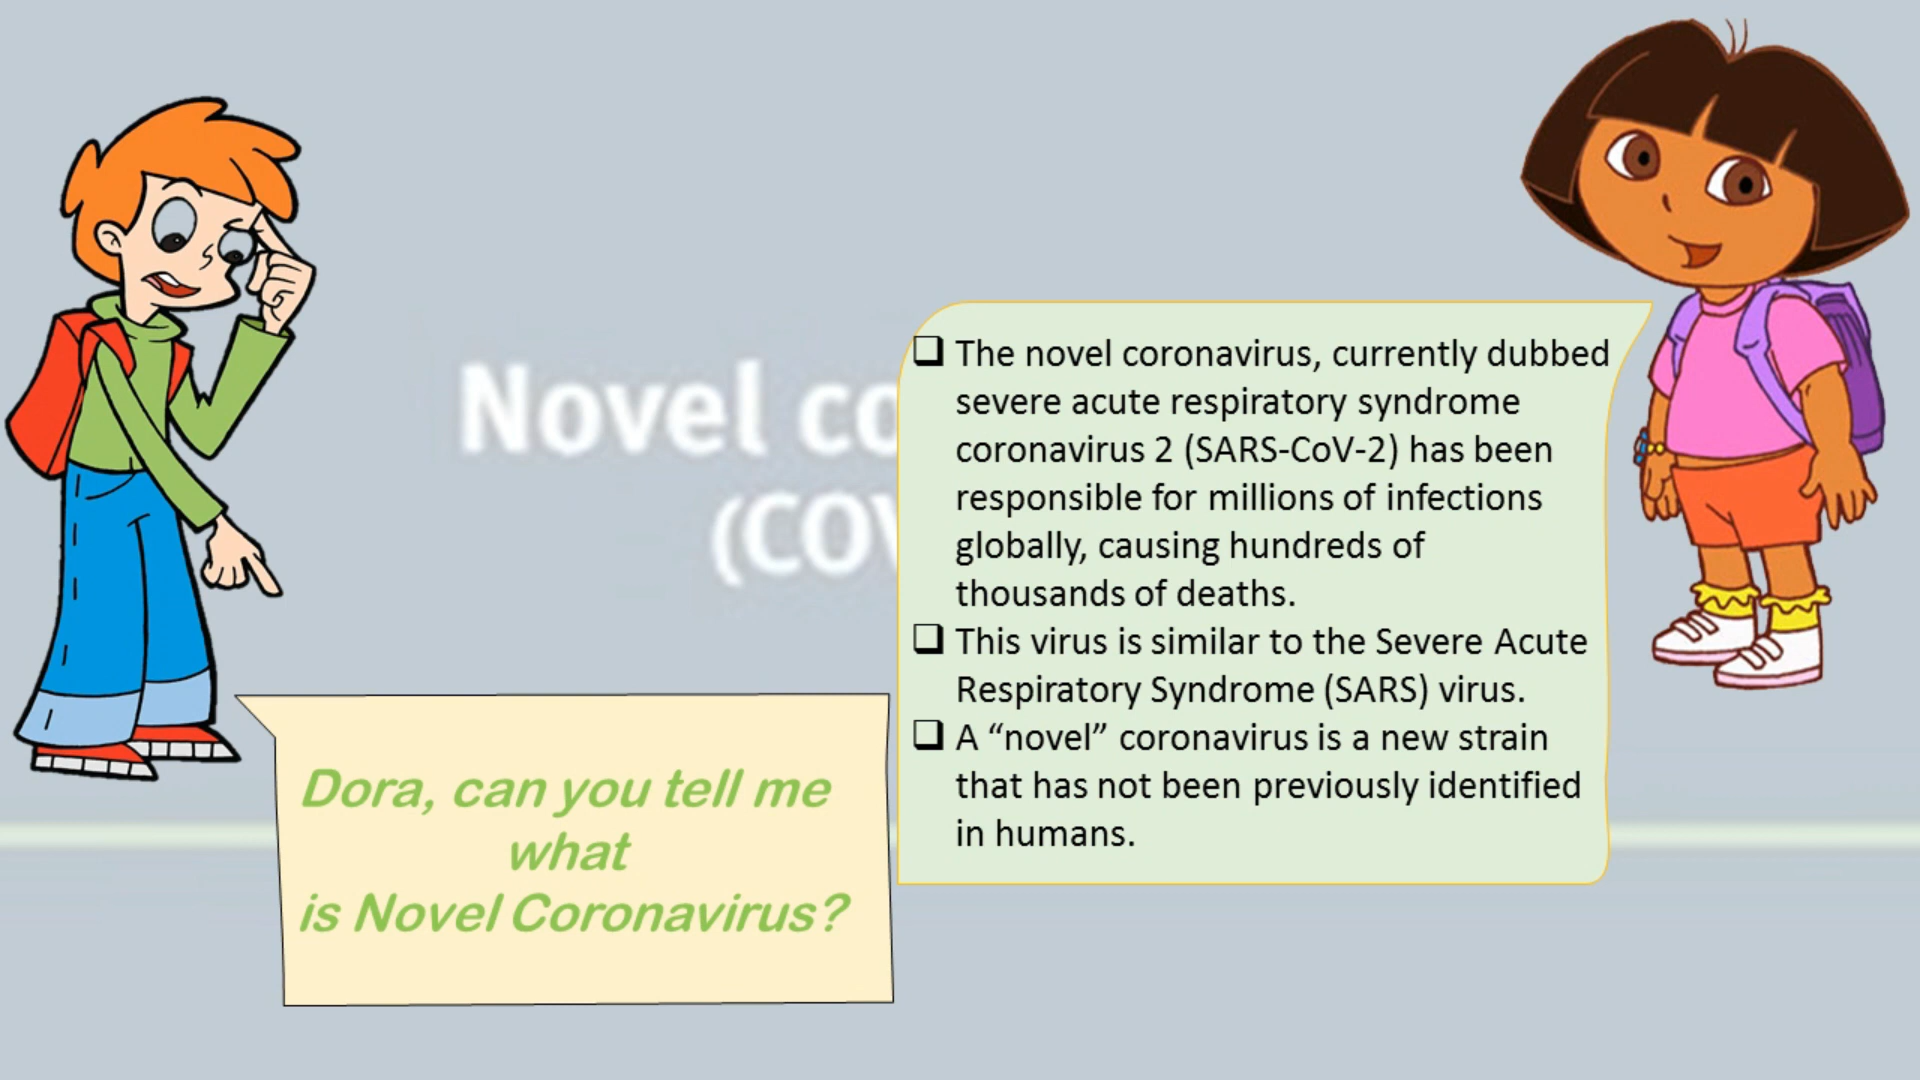 Novel co
(COV
Dora, can you tell me
what
is Novel Coronavirus?
❑ The novel coronavirus, currently dubbed
severe acute respiratory syndrome
coronavirus 2 (SARS-CoV-2) has been
responsible for millions of infections
globally, causing hundreds of
thousands of deaths.
❑ This virus is similar to the Severe Acute
Respiratory Syndrome (SARS) virus.
❑ A “novel” coronavirus is a new strain
that has not been previously identified
in humans.